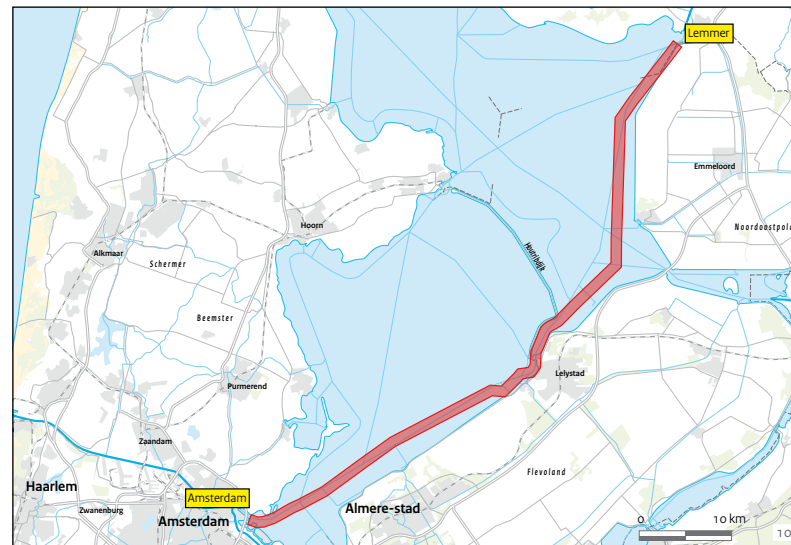 Lemmer
Emmeloord
Noordoostpol
Hoorn
Houtribdijk
Alkmaar
Schermer
Beemster
Purmerend
Lelystad
Zaandam
Flevoland
Haarlem
Amsterdam
Zwanenburg
Amsterdam
Almere-stad
0 10 km
10